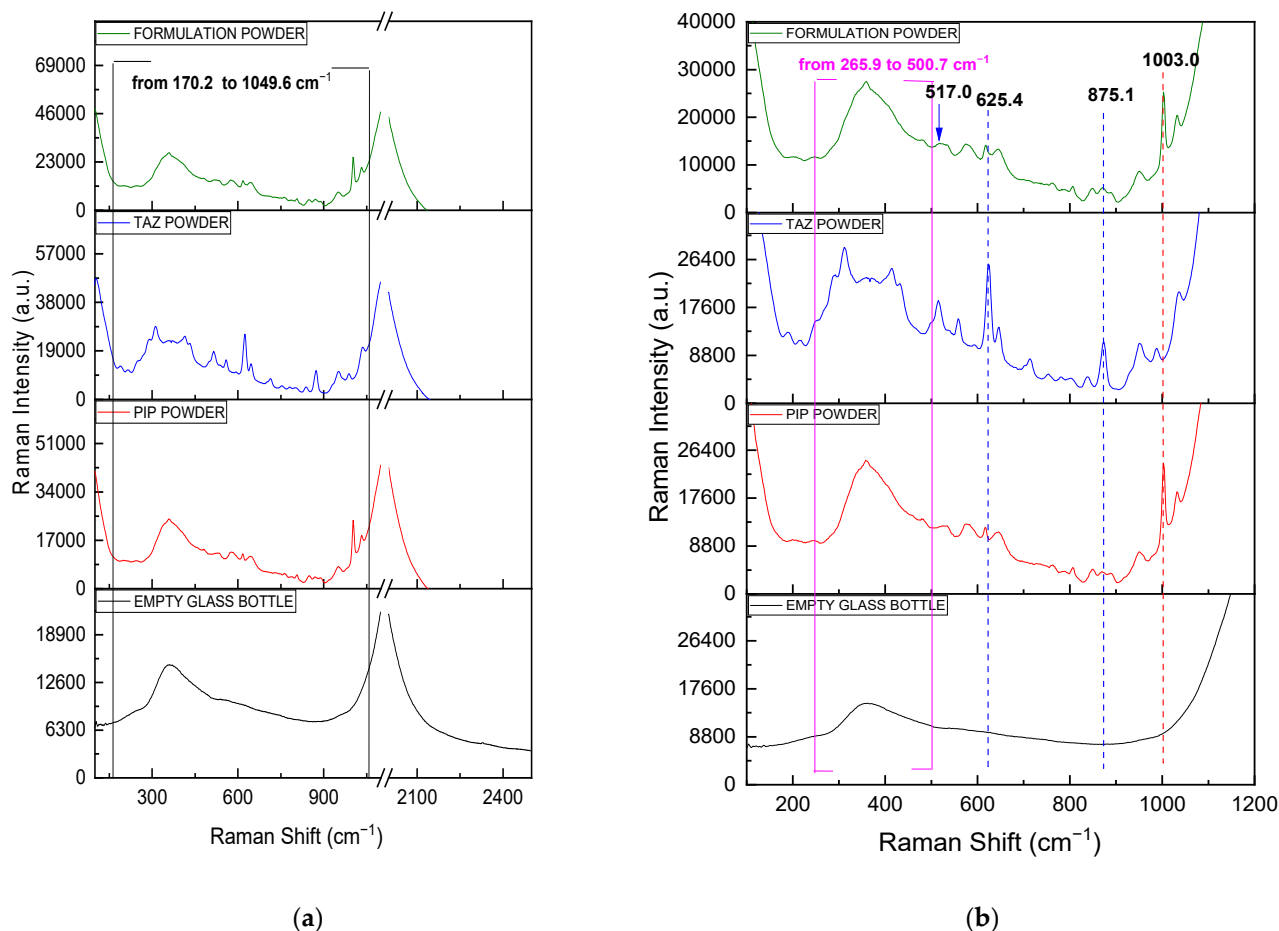 FORMULATION POWDER
from 170.2 to 1049.6 cm⁻¹
69000
46000
23000
0
TAZ POWDER
57000
38000
19000
0
PIP POWDER
51000
34000
17000
0
EMPTY GLASS BOTTLE
18900
12600
6300
0
300 600 900 2100 2400
Raman Intensity (a.u.)
Raman Shift (cm⁻¹)
(a)
FORMULATION POWDER
from 265.9 to 500.7 cm⁻¹
517.0 625.4 875.1 1003.0
40000
30000
20000
10000
0
TAZ POWDER
26400
17600
8800
0
PIP POWDER
26400
17600
8800
0
EMPTY GLASS BOTTLE
26400
17600
8800
0
200 400 600 800 1000 1200
Raman Intensity (a.u.)
Raman Shift (cm⁻¹)
(b)